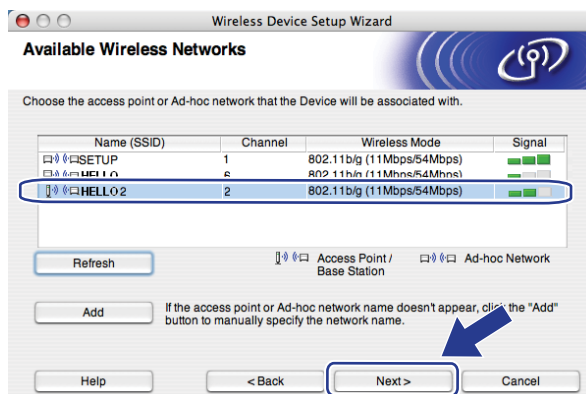 Wireless Device Setup Wizard
Available Wireless Networks
Choose the access point or Ad-hoc network that the Device will be associated with.
Name (SSID) Channel Wireless Mode Signal
SETUP 1 802.11b/g (11Mbps/54Mbps)
HELLO 6 802.11b/g (11Mbps/54Mbps)
HELLO2 2 802.11b/g (11Mbps/54Mbps)
Refresh Access Point / Ad-hoc Network
Base Station
Add If the access point or Ad-hoc network name doesn't appear, click the "Add"
button to manually specify the network name.
Help < Back Next > Cancel